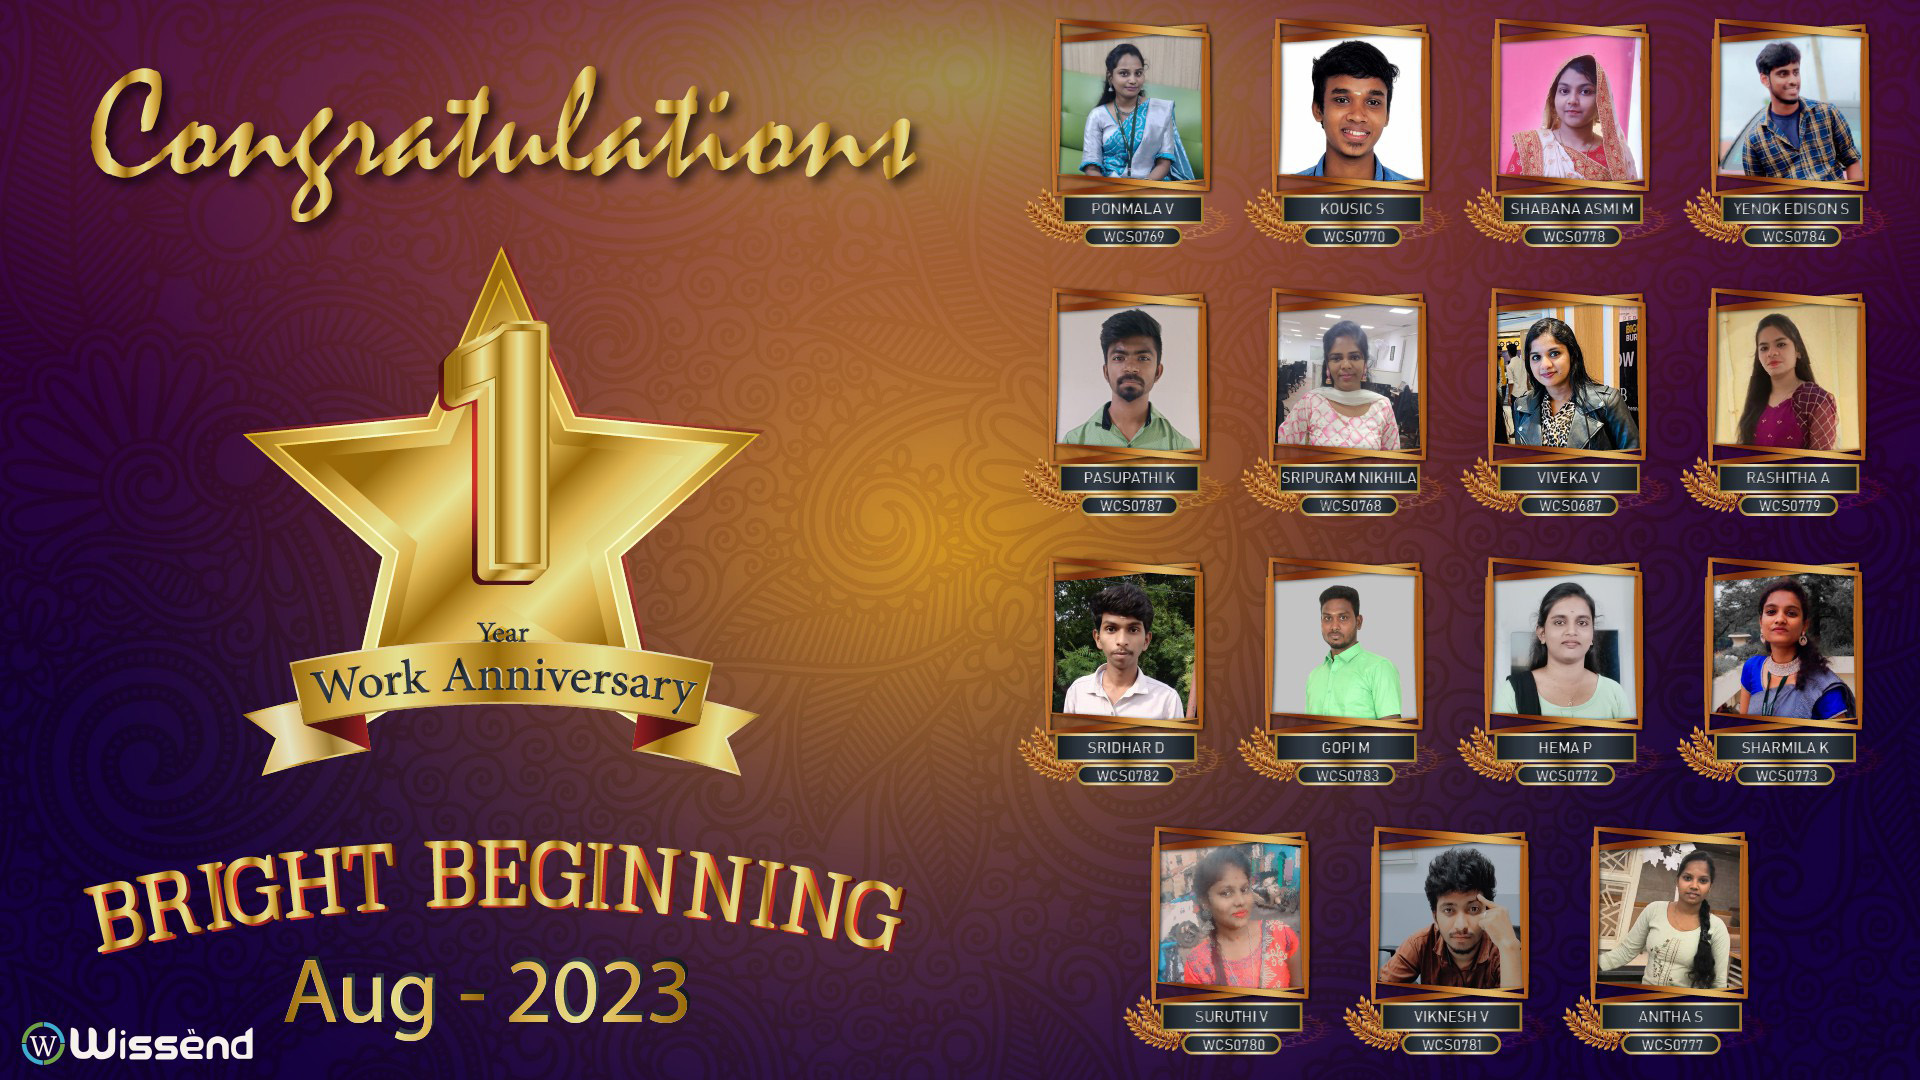 Congratulations
1
Year
Work Anniversary
BRIGHT BEGINNING
Aug - 2023
Wissënd
PONMALA V
WCS0769
KOUSIC S
WCS0770
SHABANA ASMI M
WCS0778
YENOK EDISON S
WCS0784
PASUPATHI K
WCS0787
SRIPURAM NIKHILA
WCS0768
VIVEKA V
WCS0687
RASHITHA A
WCS0779
SRIDHAR D
WCS0782
GOPI M
WCS0783
HEMA P
WCS0772
SHARMILA K
WCS0773
SURUTHI V
WCS0780
VIKNESH V
WCS0781
ANITHA S
WCS0777